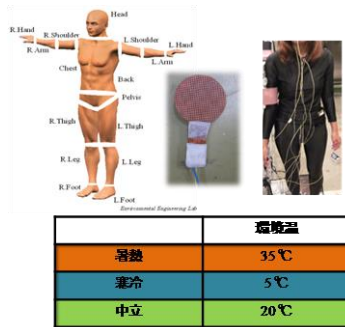 Head
R.Hand
R.Shoulder
L.Shoulder
L.Hand
R.Arm
L.Arm
Chest
Back
Pelvis
R.Thigh
L.Thigh
R.Leg
L.Leg
R.Foot
L.Foot
Environmental Engineering Lab
環境温
暑熱 35℃
寒冷 5℃
中立 20℃